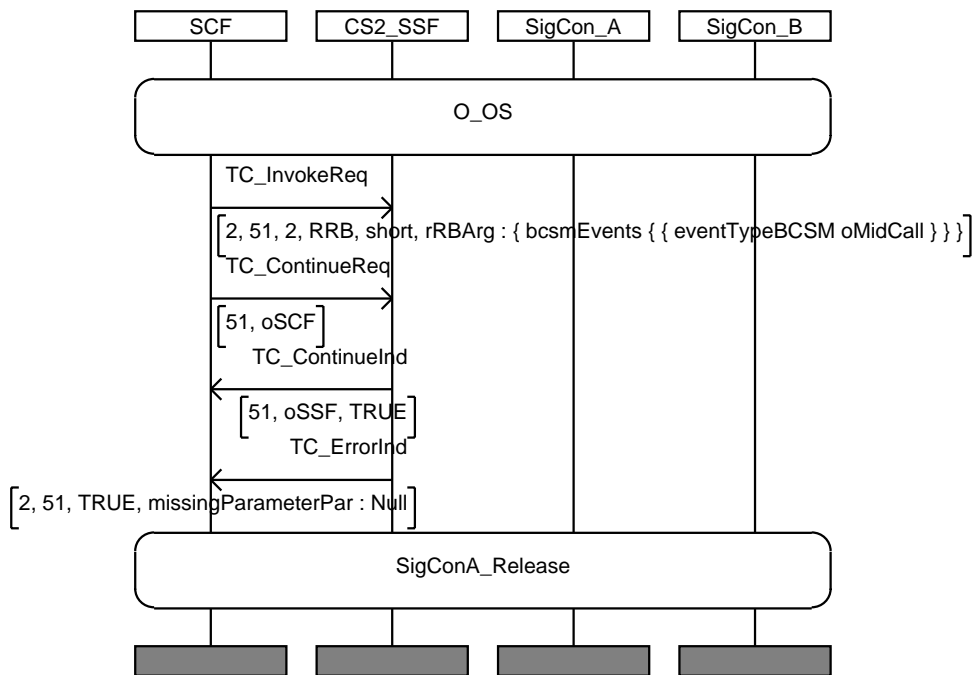 SCF CS2_SSF SigCon_A SigCon_B
O_OS
TC_InvokeReq
2, 51, 2, RRB, short, rRBArg : { bcsmEvents { { eventTypeBCSM oMidCall } } }
TC_ContinueReq
51, oSCF
TC_ContinueInd
51, oSSF, TRUE
TC_ErrorInd
2, 51, TRUE, missingParameterPar : Null
SigConA_Release